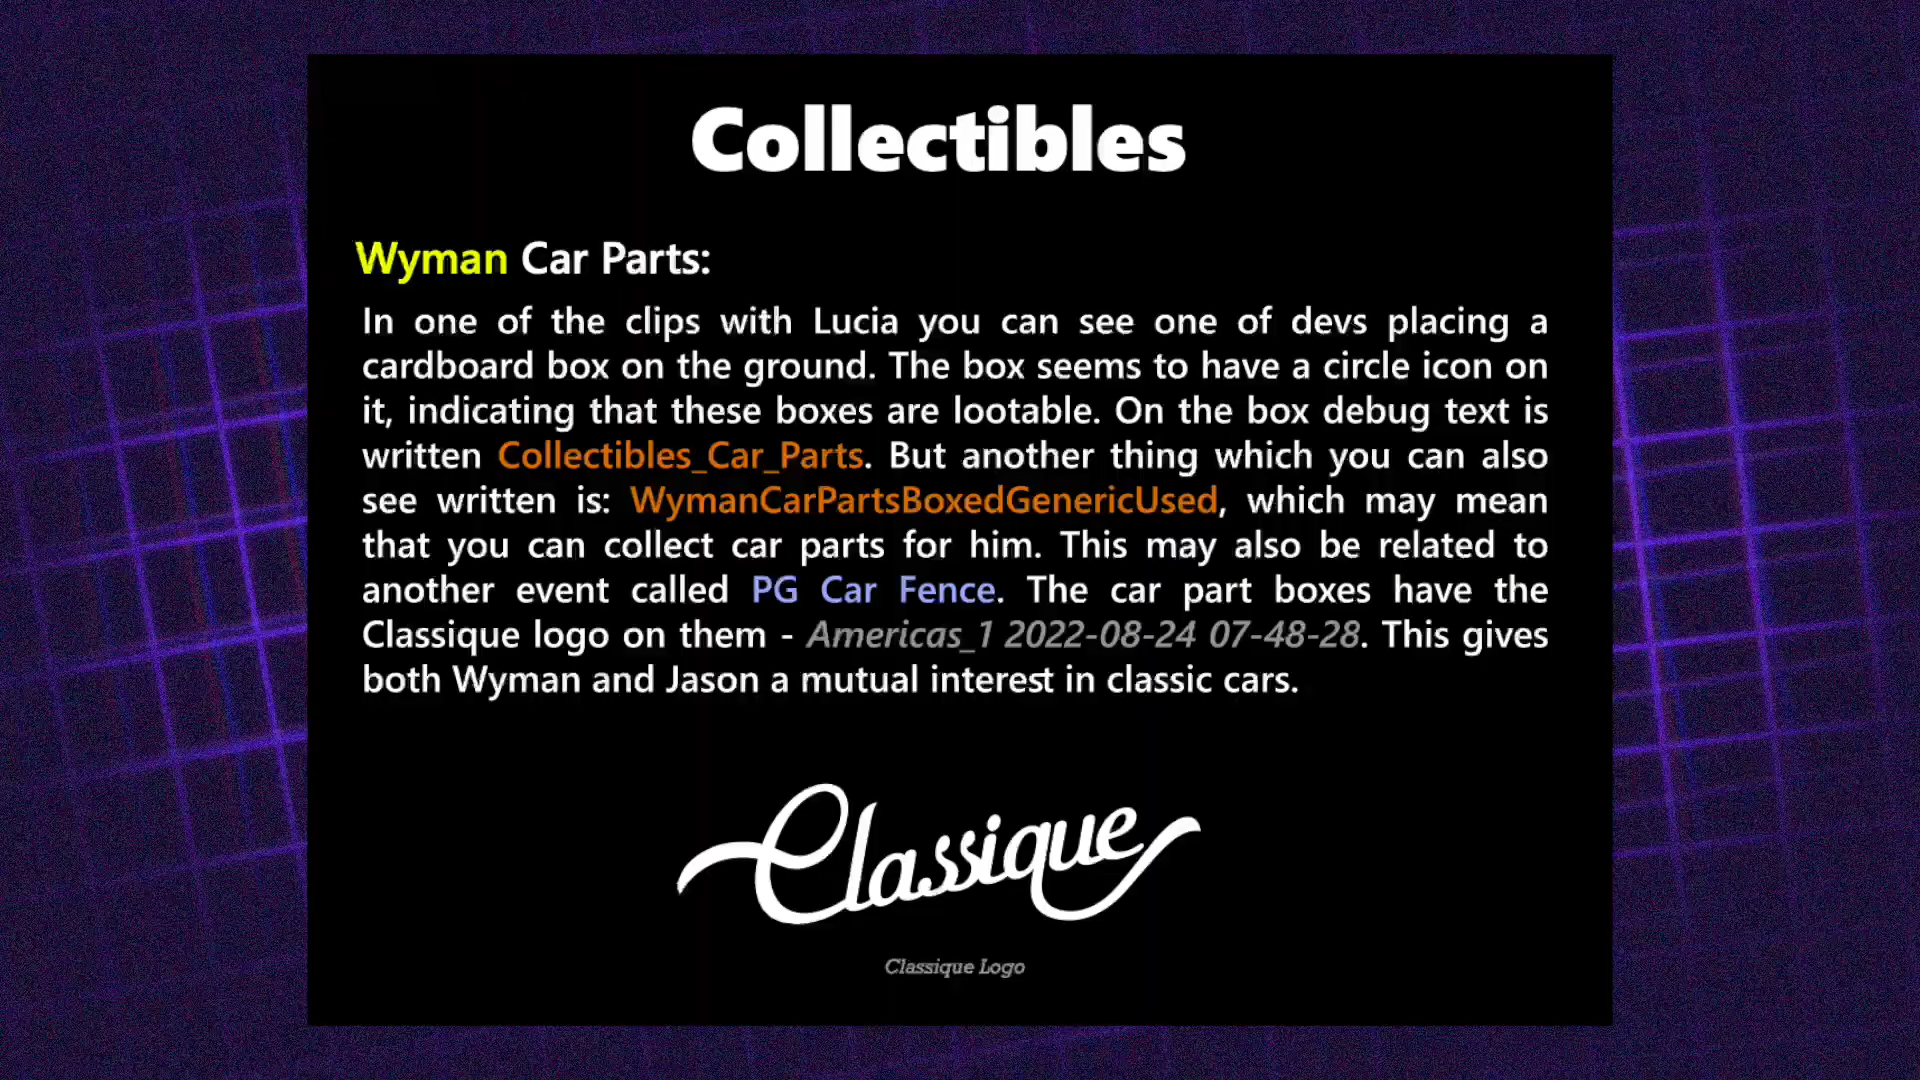 Collectibles
Wyman Car Parts:
In one of the clips with Lucia you can see one of devs placing a
cardboard box on the ground. The box seems to have a circle icon on
it, indicating that these boxes are lootable. On the box debug text is
written Collectibles_Car_Parts. But another thing which you can also
see written is: WymanCarPartsBoxedGenericUsed, which may mean
that you can collect car parts for him. This may also be related to
another event called PG Car Fence. The car part boxes have the
Classique logo on them - Americas_1 2022-08-24 07-48-28. This gives
both Wyman and Jason a mutual interest in classic cars.
Classique
Classique Logo